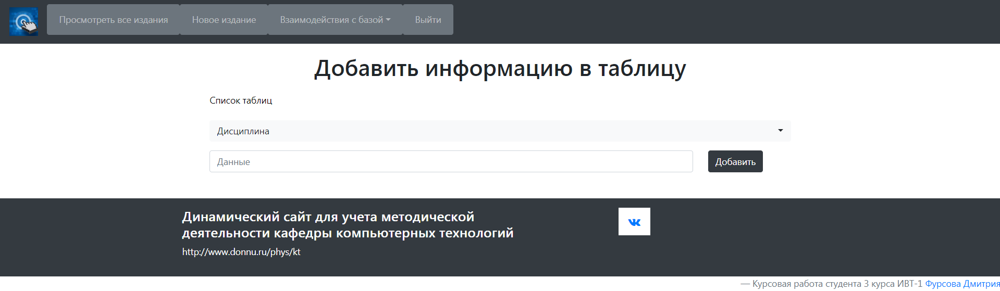 Просмотреть все издания Новое издание Взаимодействия с базой Выйти
Добавить информацию в таблицу
Список таблиц
Дисциплина
Данные Добавить
Динамический сайт для учета методической
деятельности кафедры компьютерных технологий
http://www.donnu.ru/phys/kt
— Курсовая работа студента 3 курса ИВТ-1 Фурсова Дмитрия